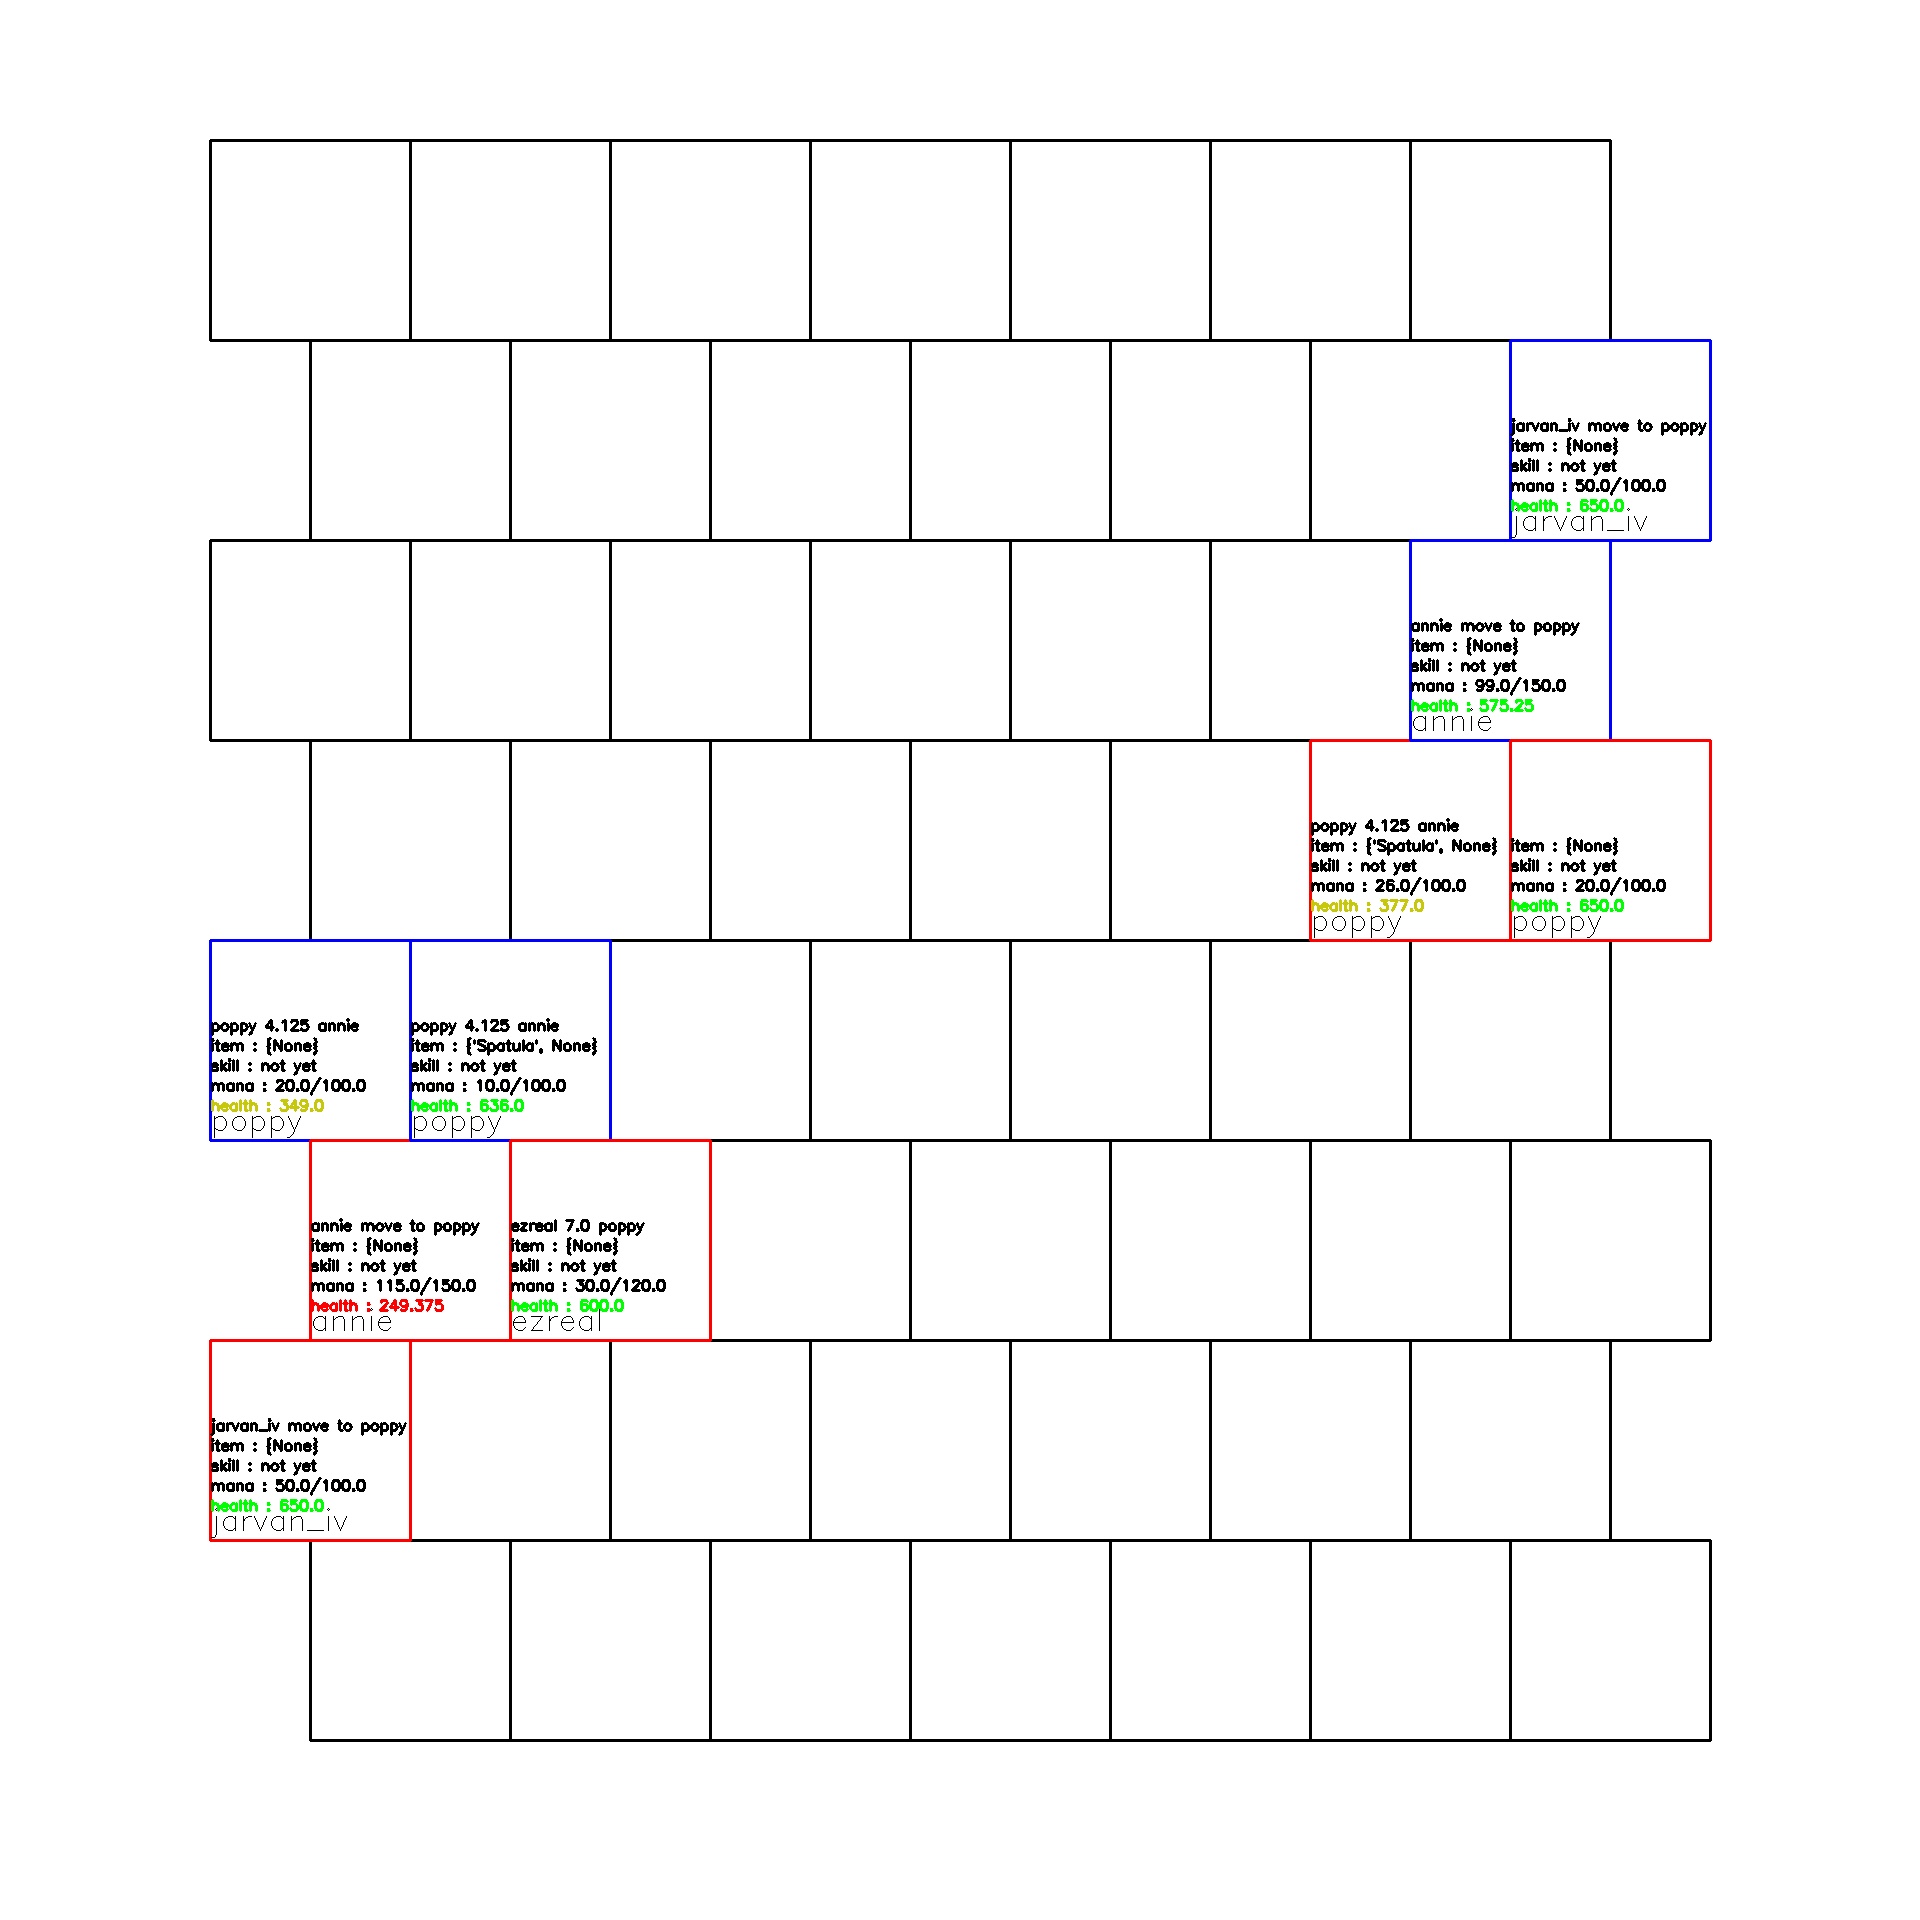 jarvan_iv move to poppy
item : {None}
skill : not yet
mana : 50.0/100.0
health : 650.0
jarvan_iv
annie move to poppy
item : {None}
skill : not yet
mana : 99.0/150.0
health : 575.25
annie
poppy 4.125 annie
item : {'Spatula', None}
skill : not yet
mana : 26.0/100.0
health : 377.0
poppy
item : {None}
skill : not yet
mana : 20.0/100.0
health : 650.0
poppy
poppy 4.125 annie
item : {None}
skill : not yet
mana : 20.0/100.0
health : 349.0
poppy
poppy 4.125 annie
item : {'Spatula', None}
skill : not yet
mana : 10.0/100.0
health : 636.0
poppy
annie move to poppy
item : {None}
skill : not yet
mana : 115.0/150.0
health : 249.375
annie
ezreal 7.0 poppy
item : {None}
skill : not yet
mana : 30.0/120.0
health : 600.0
ezreal
jarvan_iv move to poppy
item : {None}
skill : not yet
mana : 50.0/100.0
health : 650.0
jarvan_iv